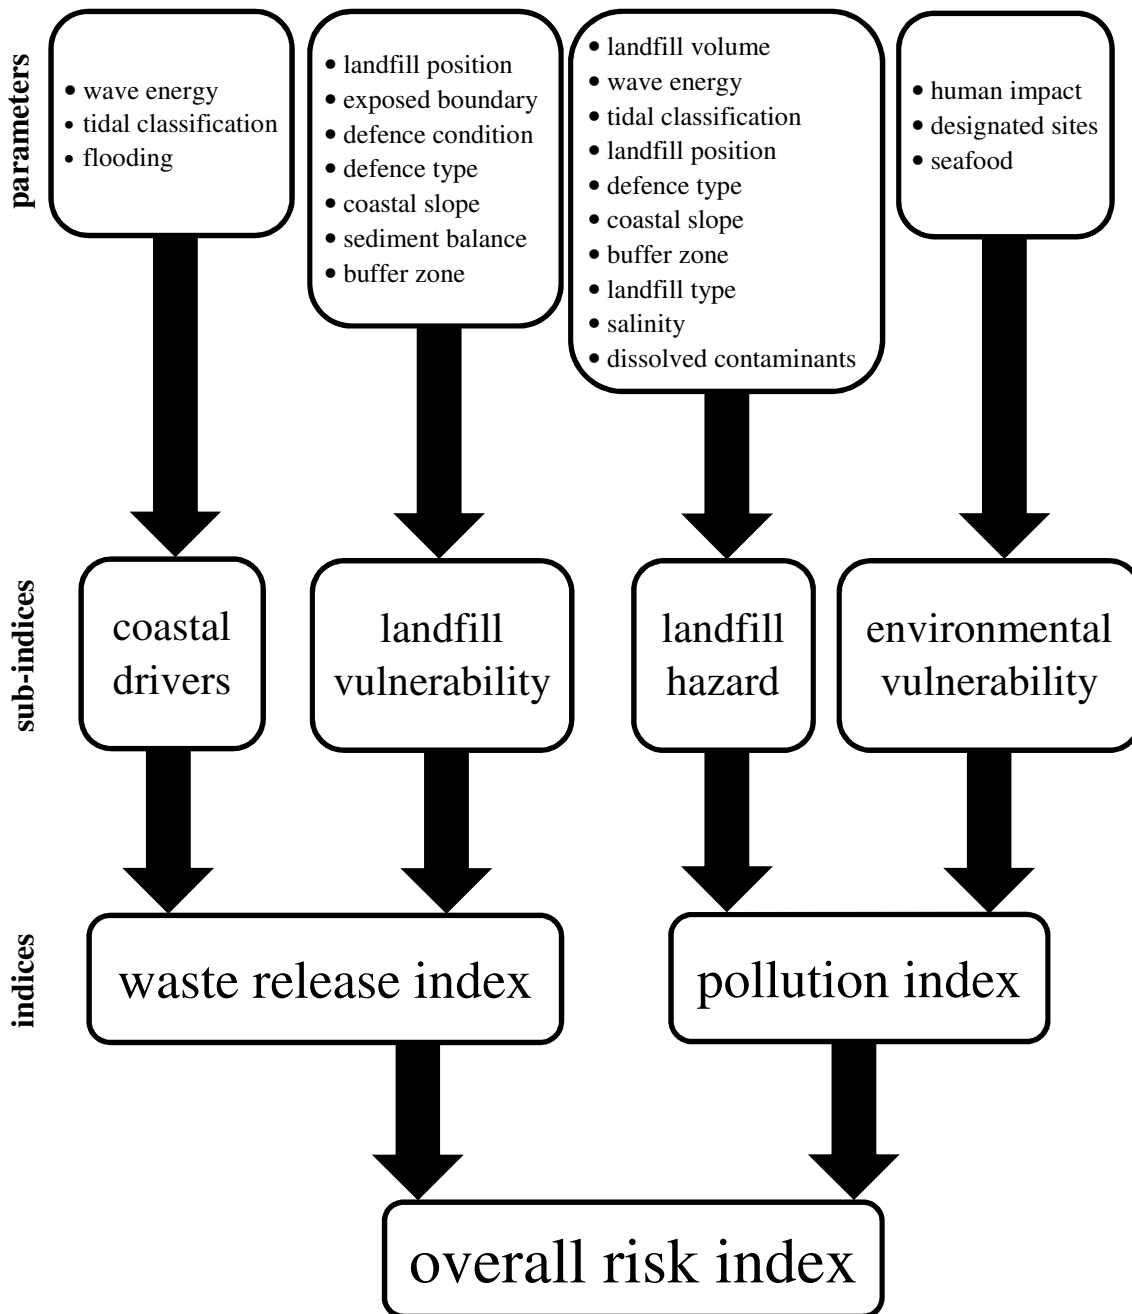 parameters
• wave energy
• tidal classification
• flooding
• landfill position
• exposed boundary
• defence condition
• defence type
• coastal slope
• sediment balance
• buffer zone
• landfill volume
• wave energy
• tidal classification
• landfill position
• defence type
• coastal slope
• buffer zone
• landfill type
• salinity
• dissolved contaminants
• human impact
• designated sites
• seafood
sub-indices
coastal
drivers
landfill
vulnerability
landfill
hazard
environmental
vulnerability
indices
waste release index
pollution index
overall risk index